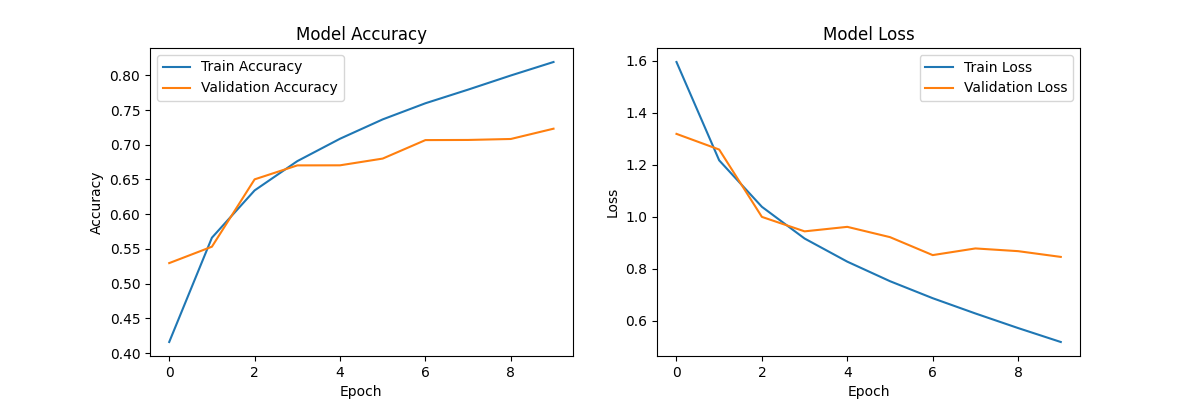 Model Accuracy
Train Accuracy
Validation Accuracy
Accuracy
0.80
0.75
0.70
0.65
0.60
0.55
0.50
0.45
0.40
0 2 4 6 8
Epoch
Model Loss
Train Loss
Validation Loss
Loss
1.6
1.4
1.2
1.0
0.8
0.6
0 2 4 6 8
Epoch